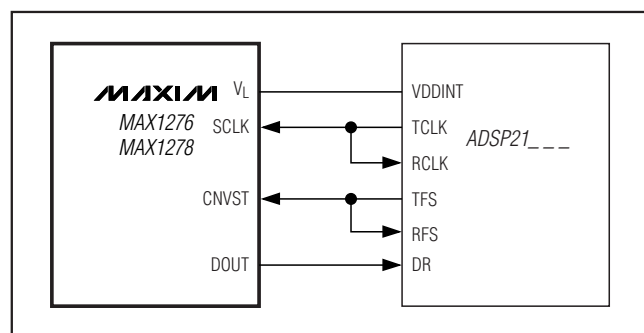 MAXIM
MAX1276
MAX1278
VL
SCLK
CNVST
DOUT
VDDINT
TCLK
RCLK
TFS
RFS
DR
ADSP21_ _ _